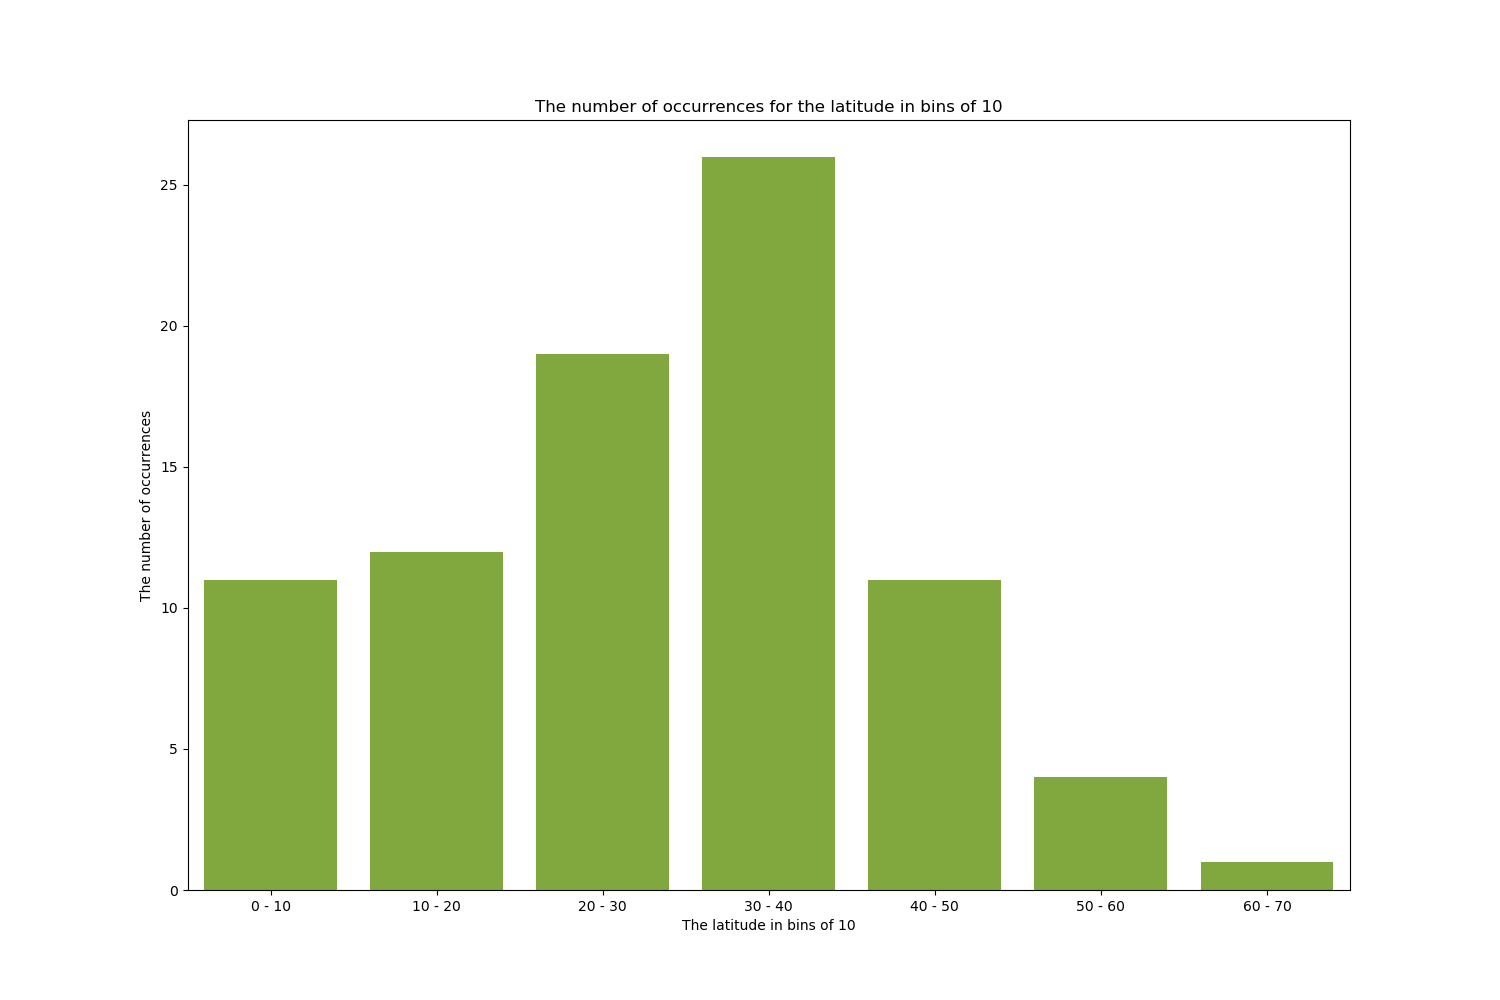 The number of occurrences for the latitude in bins of 10
The number of occurrences
25
20
15
10
5
0
0 - 10
10 - 20
20 - 30
30 - 40
40 - 50
50 - 60
60 - 70
The latitude in bins of 10